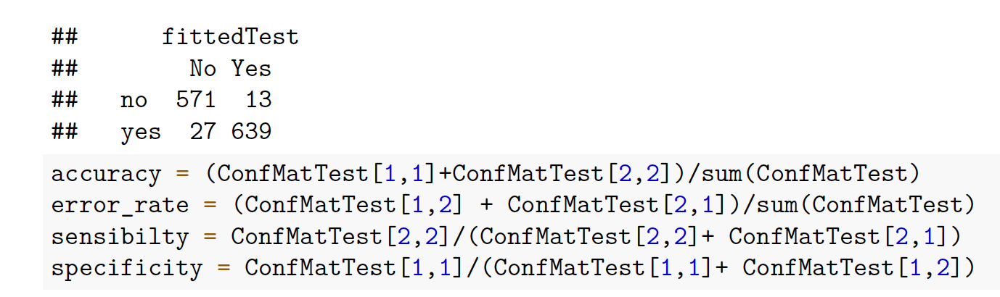 ##      fittedTest
##        No Yes
##   no  571  13
##   yes  27 639
accuracy = (ConfMatTest[1,1]+ConfMatTest[2,2])/sum(ConfMatTest)
error_rate = (ConfMatTest[1,2] + ConfMatTest[2,1])/sum(ConfMatTest)
sensibilty = ConfMatTest[2,2]/(ConfMatTest[2,2]+ ConfMatTest[2,1])
specificity = ConfMatTest[1,1]/(ConfMatTest[1,1]+ ConfMatTest[1,2])